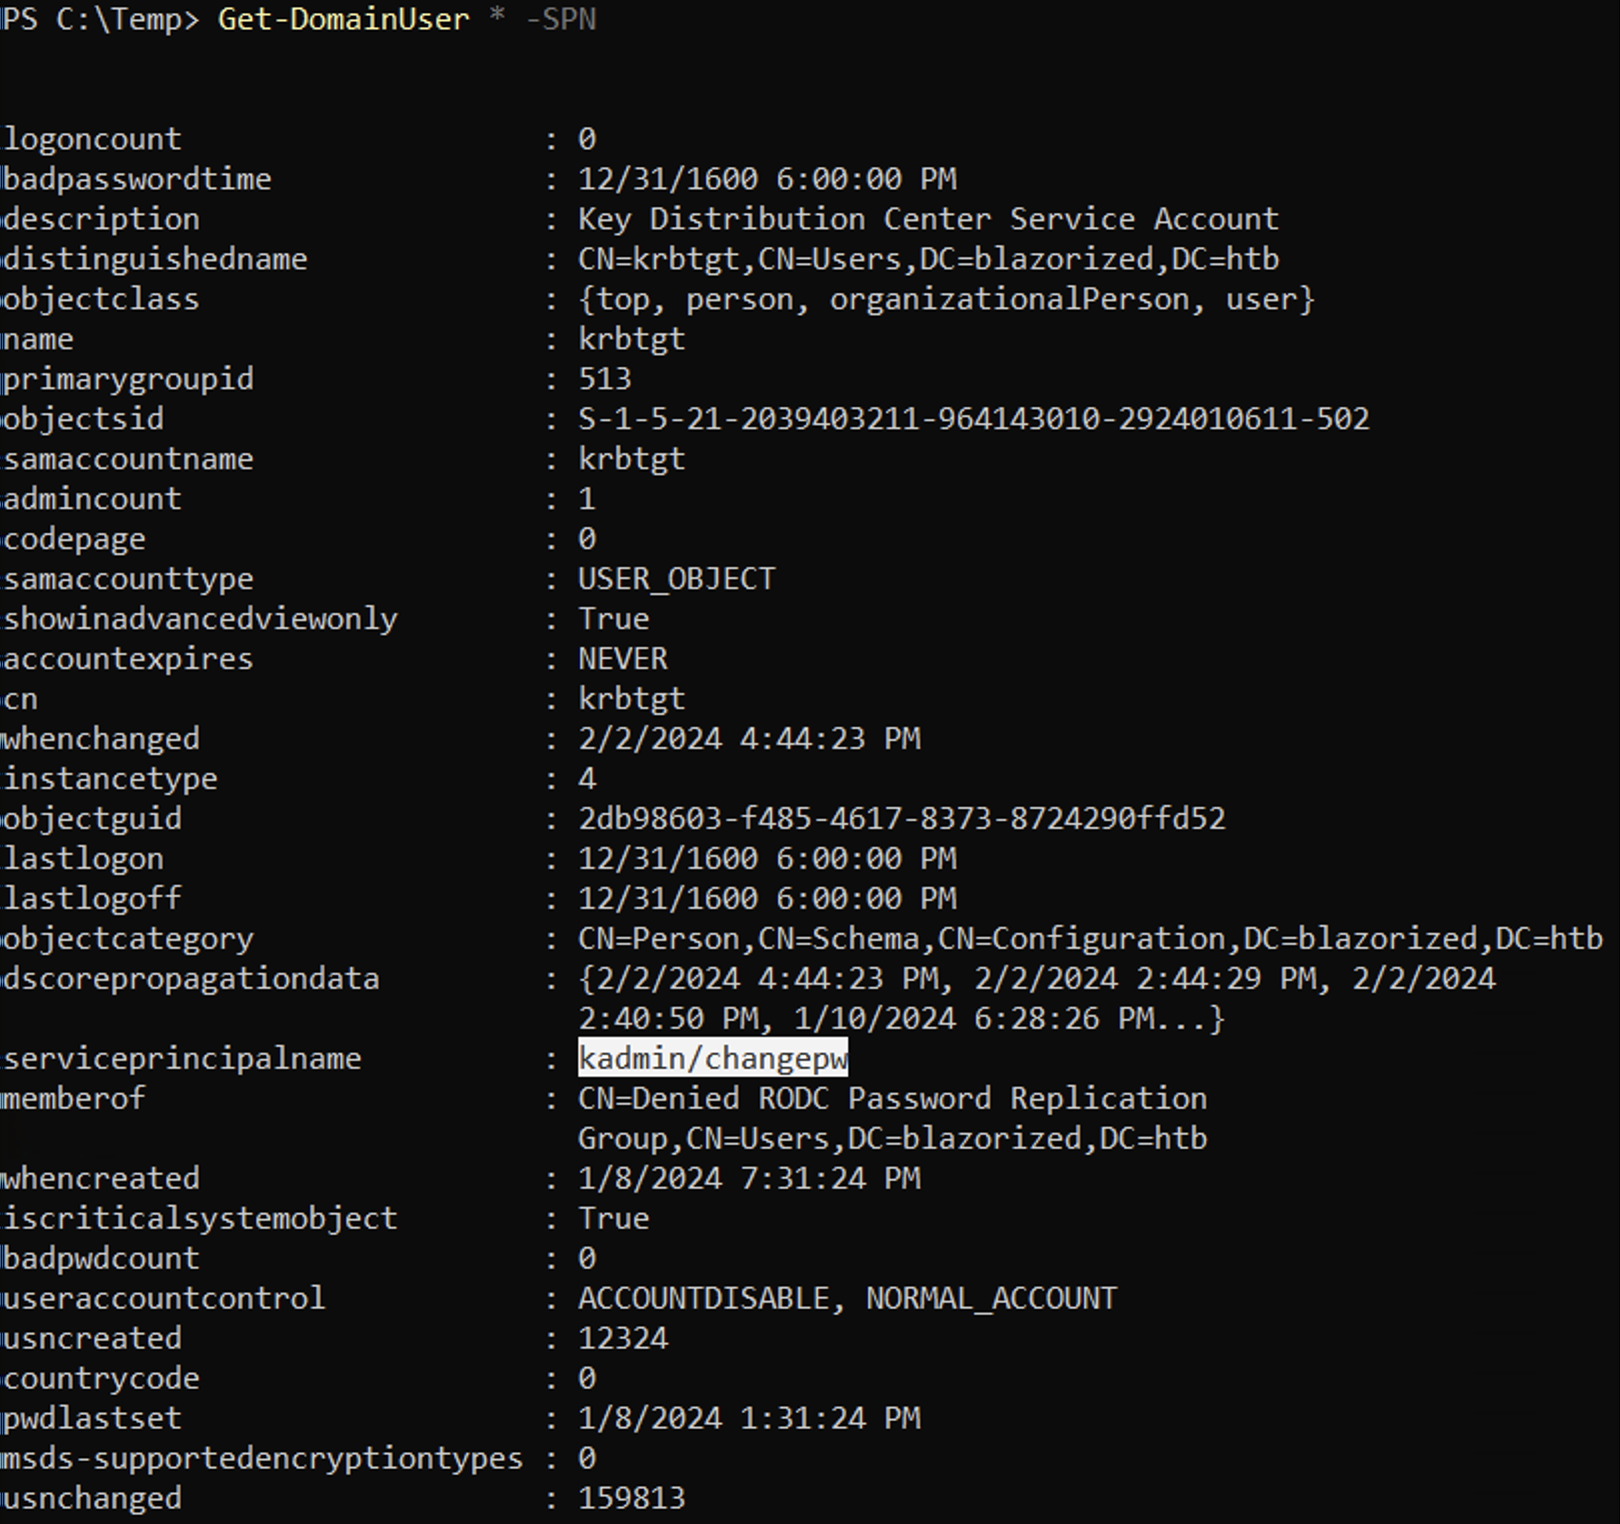 PS C:\Temp> Get-DomainUser * -SPN
logoncount : 0
badpasswordtime : 12/31/1600 6:00:00 PM
description : Key Distribution Center Service Account
distinguishedname : CN=krbtgt,CN=Users,DC=blazorized,DC=htb
objectclass : {top, person, organizationalPerson, user}
name : krbtgt
primarygroupid : 513
objectsid : S-1-5-21-2039403211-964143010-2924010611-502
samaccountname : krbtgt
admincount : 1
codepage : 0
samaccounttype : USER_OBJECT
showinadvancedviewonly : True
accountexpires : NEVER
cn : krbtgt
whenchanged : 2/2/2024 4:44:23 PM
instancetype : 4
objectguid : 2db98603-f485-4617-8373-8724290ffd52
lastlogon : 12/31/1600 6:00:00 PM
lastlogoff : 12/31/1600 6:00:00 PM
objectcategory : CN=Person,CN=Schema,CN=Configuration,DC=blazorized,DC=htb
dscorepropagationdata : {2/2/2024 4:44:23 PM, 2/2/2024 2:44:29 PM, 2/2/2024
2:40:50 PM, 1/10/2024 6:28:26 PM...}
serviceprincipalname : kadmin/changepw
memberof : CN=Denied RODC Password Replication
Group,CN=Users,DC=blazorized,DC=htb
whencreated : 1/8/2024 7:31:24 PM
iscriticalsystemobject : True
badpwdcount : 0
useraccountcontrol : ACCOUNTDISABLE, NORMAL_ACCOUNT
usncreated : 12324
countrycode : 0
pwdlastset : 1/8/2024 1:31:24 PM
msds-supportedencryptiontypes : 0
usnchanged : 159813